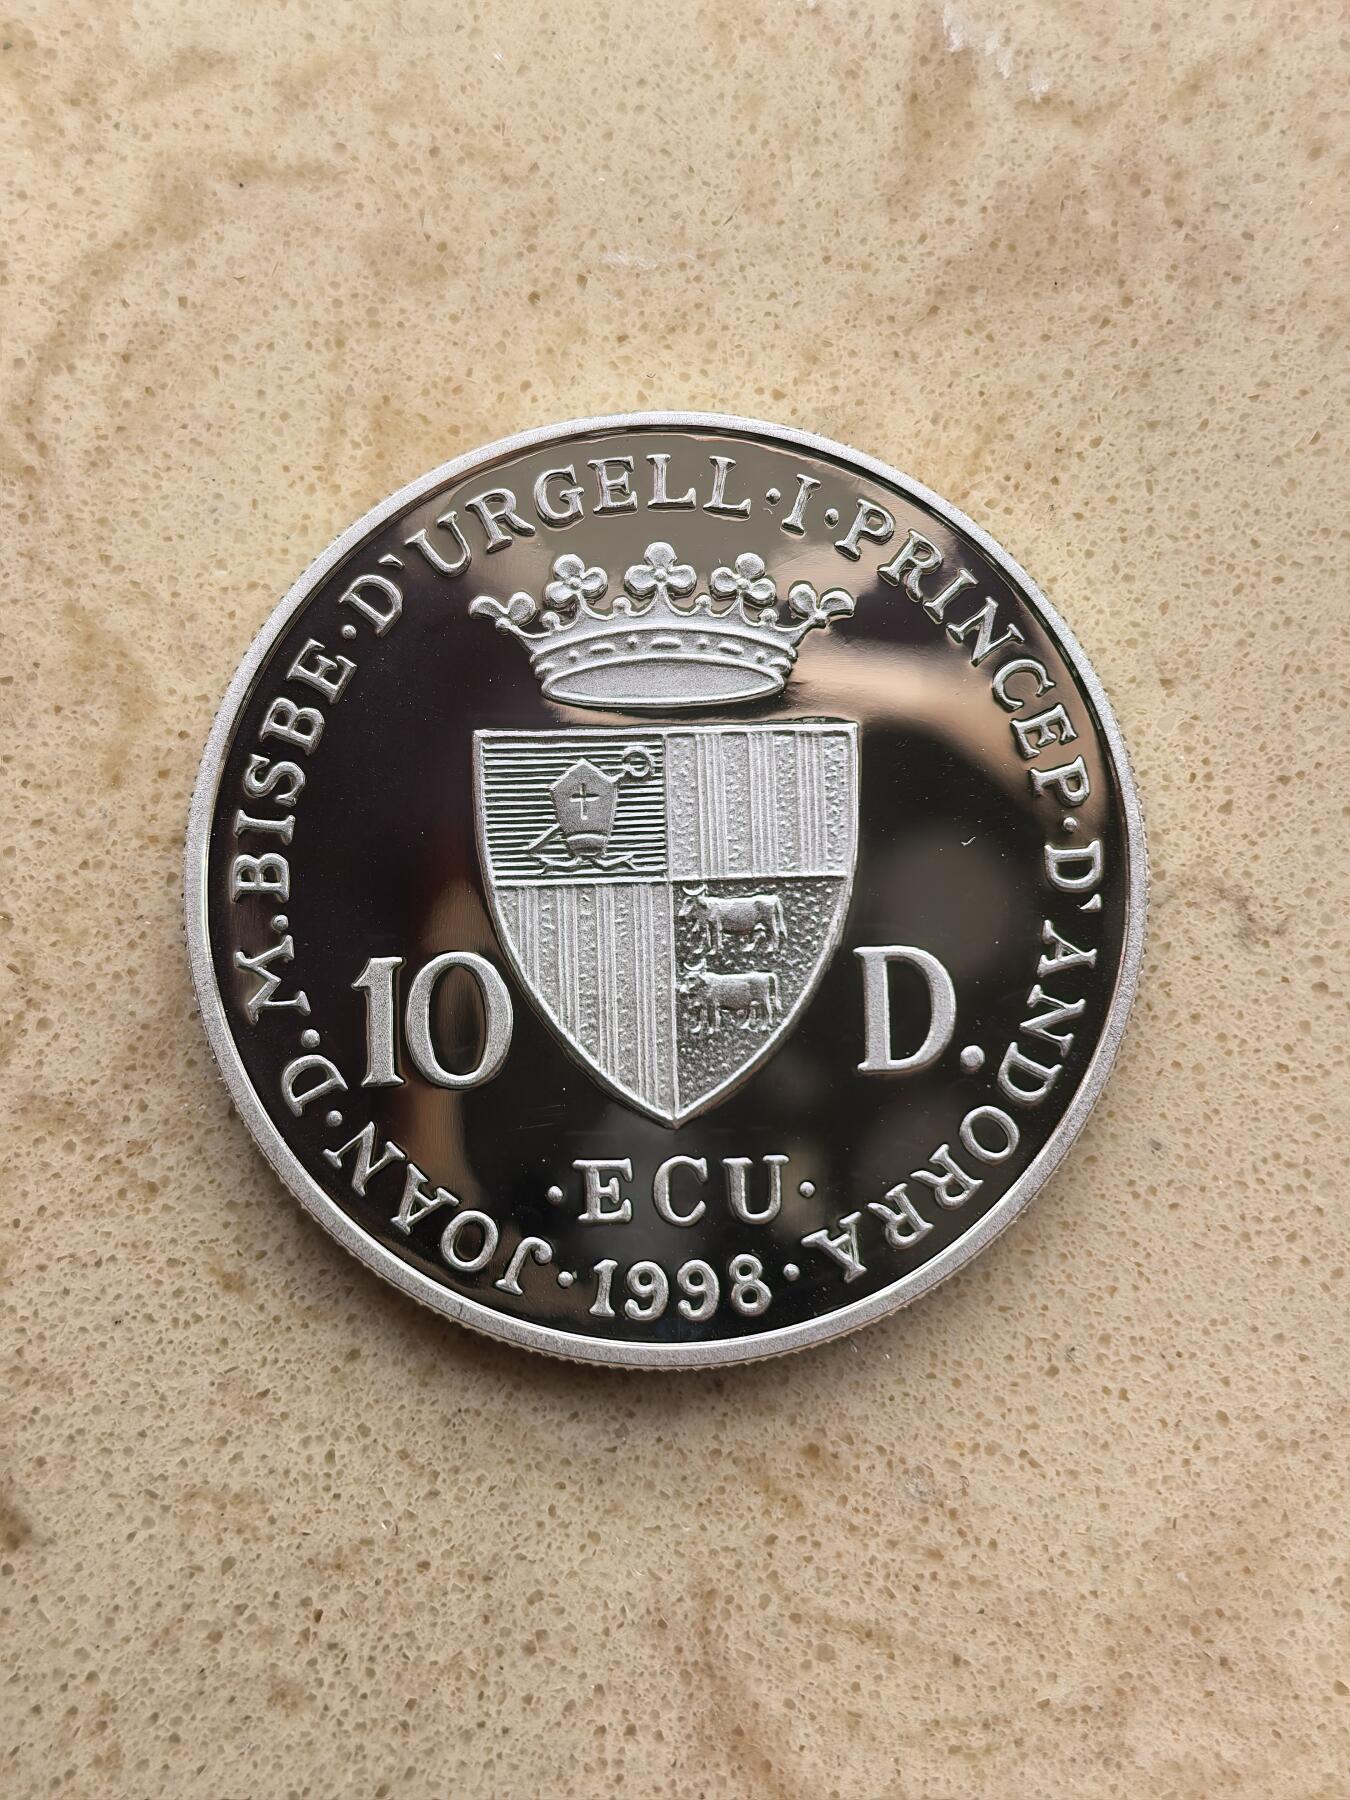 JOAN·D.D.M.BISBE·D'URGELL·I·PRINCEP·D'ANDORRA
10 D.
·ECU·
·1998·